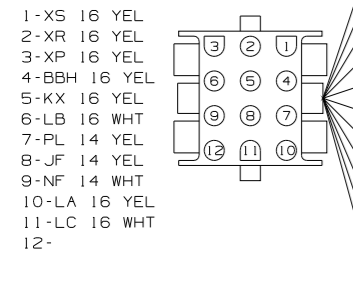 1-XS 16 YEL
2-XR 16 YEL
3-XP 16 YEL
4-BBH 16 YEL
5-KX 16 YEL
6-LB 16 WHT
7-PL 14 YEL
8-JF 14 YEL
9-NF 14 WHT
10-LA 16 YEL
11-LC 16 WHT
12-
3 2 1
6 5 4
9 8 7
12 11 10